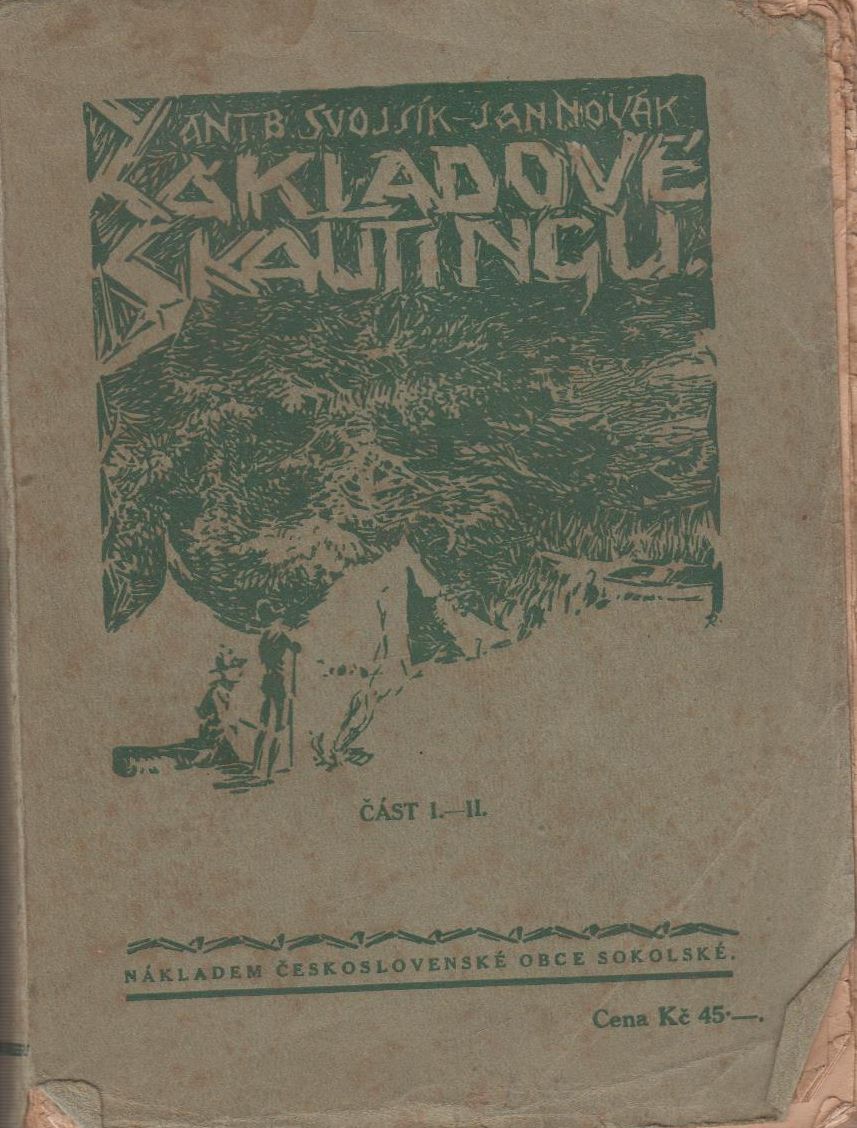 ANT. B. SVOJSÍK - JAN NOVÁK
ZÁKLADOVÉ
SKAUTINGU.
ČÁST I.—II.
NÁKLADEM ČESKOSLOVENSKÉ OBCE SOKOLSKÉ.
Cena Kč 45·—.